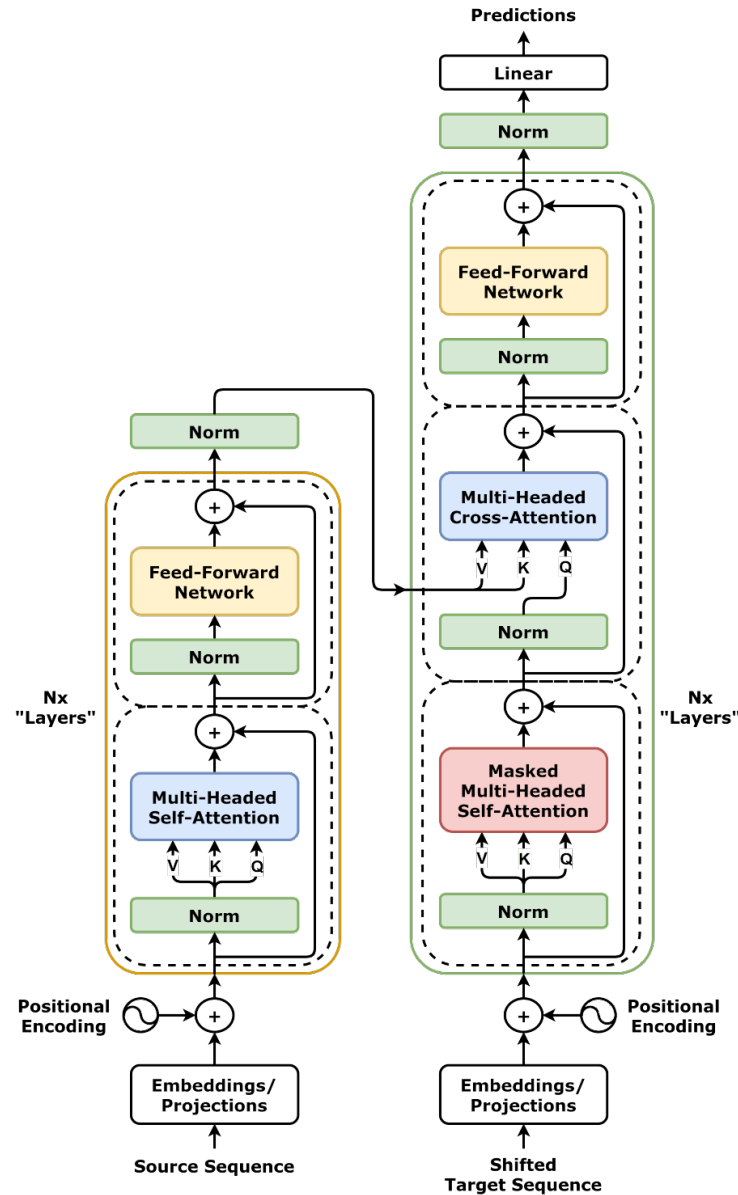 Predictions
Linear
Norm
Feed-Forward
Network
Norm
Multi-Headed
Cross-Attention
V K Q
Norm
Masked
Multi-Headed
Self-Attention
V K Q
Norm
Nx
"Layers"
Positional
Encoding
Embeddings/
Projections
Shifted
Target Sequence
Norm
Feed-Forward
Network
Norm
Multi-Headed
Self-Attention
V K Q
Norm
Nx
"Layers"
Positional
Encoding
Embeddings/
Projections
Source Sequence